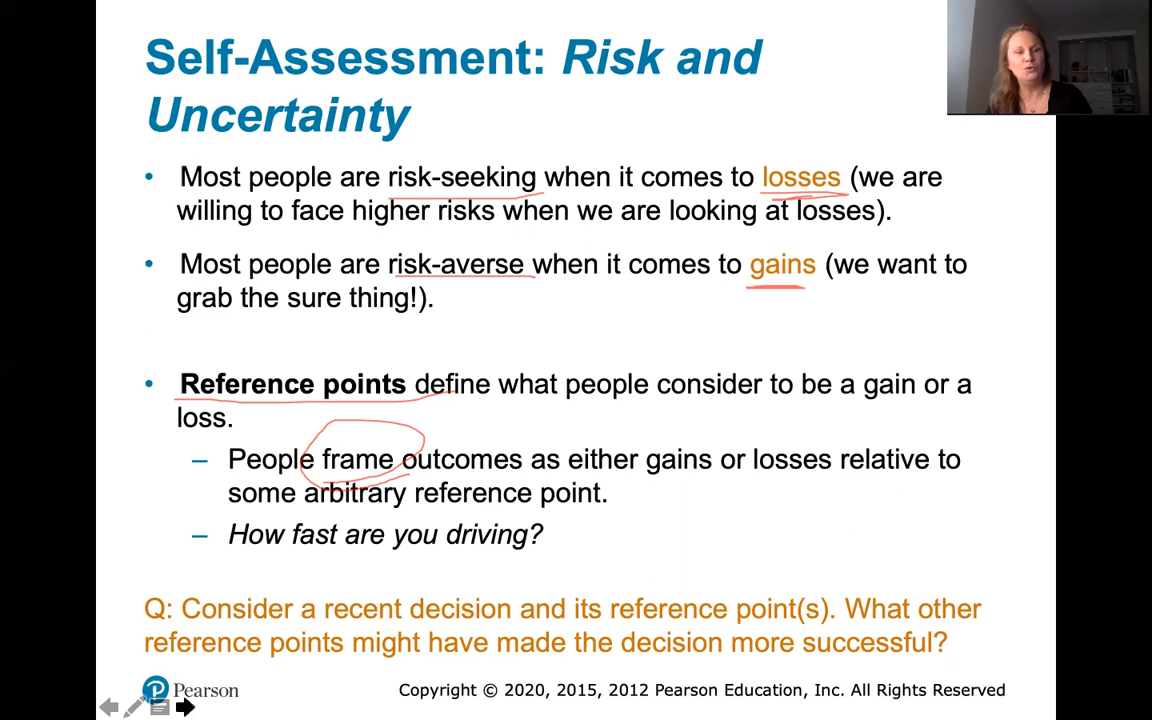 Self-Assessment: Risk and
Uncertainty
• Most people are risk-seeking when it comes to losses (we are
willing to face higher risks when we are looking at losses).
• Most people are risk-averse when it comes to gains (we want to
grab the sure thing!).
• Reference points define what people consider to be a gain or a
loss.
– People frame outcomes as either gains or losses relative to
some arbitrary reference point.
– How fast are you driving?
Q: Consider a recent decision and its reference point(s). What other
reference points might have made the decision more successful?
P Pearson
Copyright © 2020, 2015, 2012 Pearson Education, Inc. All Rights Reserved